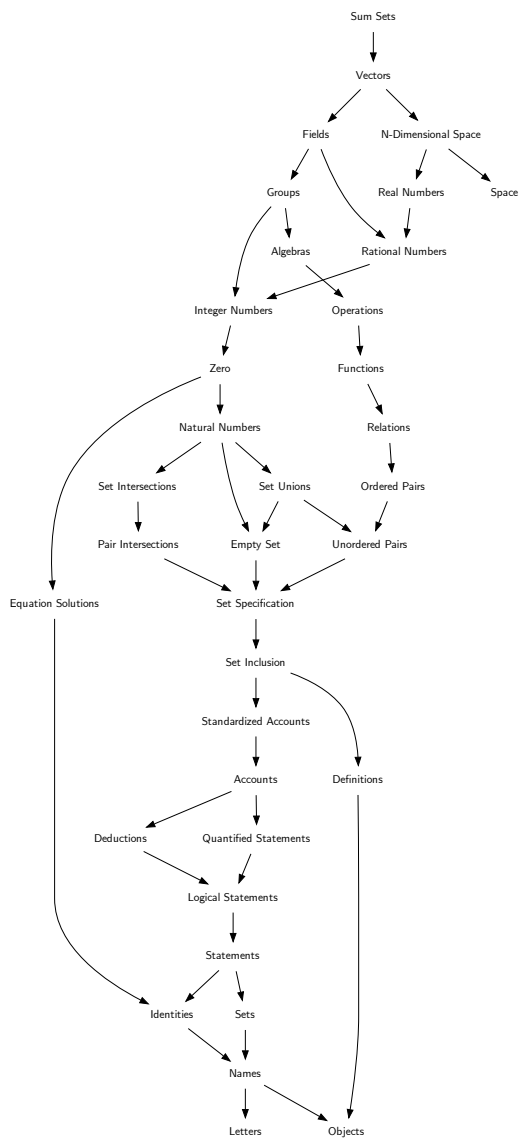 Sum Sets
Vectors
Fields
N-Dimensional Space
Groups
Real Numbers
Space
Algebras
Rational Numbers
Integer Numbers
Operations
Zero
Functions
Natural Numbers
Relations
Set Intersections
Set Unions
Ordered Pairs
Pair Intersections
Empty Set
Unordered Pairs
Equation Solutions
Set Specification
Set Inclusion
Standardized Accounts
Accounts
Definitions
Deductions
Quantified Statements
Logical Statements
Statements
Identities
Sets
Names
Letters
Objects